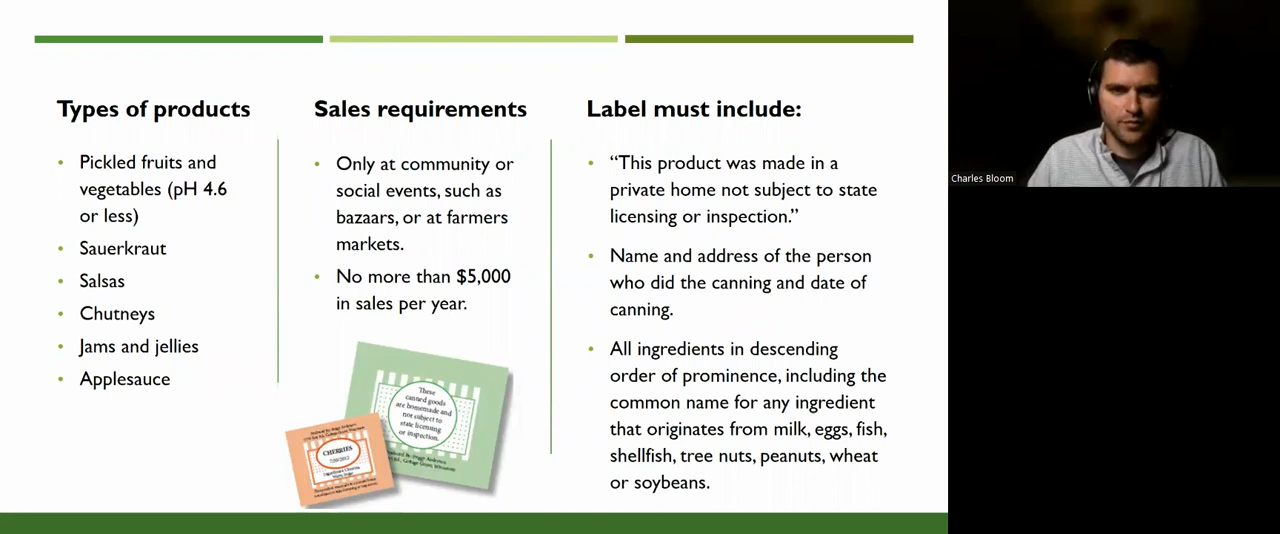 Types of products
Pickled fruits and
vegetables (pH 4.6
or less)
Sauerkraut
Salsas
Chutneys
Jams and jellies
Applesauce
Sales requirements
Only at community or
social events, such as
bazaars, or at farmers
markets.
No more than $5,000
in sales per year.
These
canned goods
are homemade and
not subject to
state licensing
or inspection.
CHERRIES
Label must include:
“This product was made in a
private home not subject to state
licensing or inspection.”
Name and address of the person
who did the canning and date of
canning.
All ingredients in descending
order of prominence, including the
common name for any ingredient
that originates from milk, eggs, fish,
shellfish, tree nuts, peanuts, wheat
or soybeans.
Charles Bloom